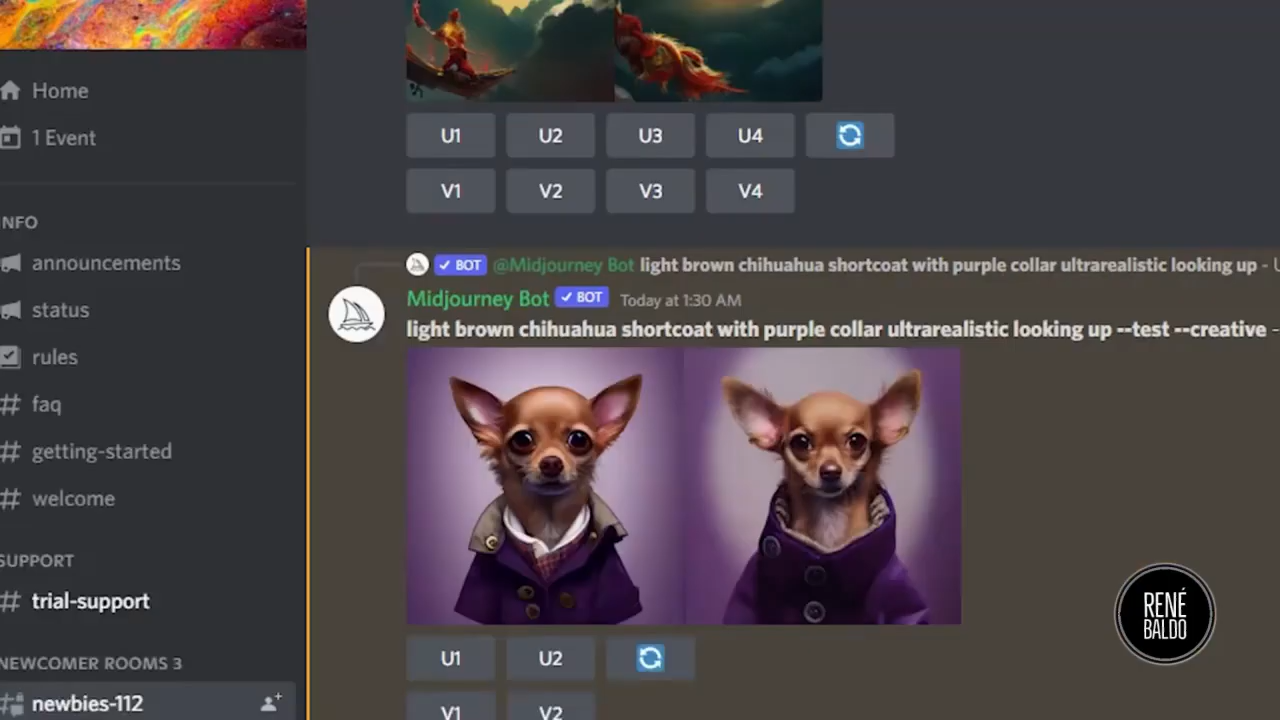 Home
1 Event
INFO
announcements
status
rules
faq
getting-started
welcome
SUPPORT
trial-support
NEWCOMER ROOMS 3
newbies-112
U1 U2 U3 U4
V1 V2 V3 V4
BOT @Midjourney Bot light brown chihuahua shortcoat with purple collar ultrarealistic looking up - U
Midjourney Bot BOT Today at 1:30 AM
light brown chihuahua shortcoat with purple collar ultrarealistic looking up --test --creative -
U1 U2
V1 V2
RENÉ
BALDO